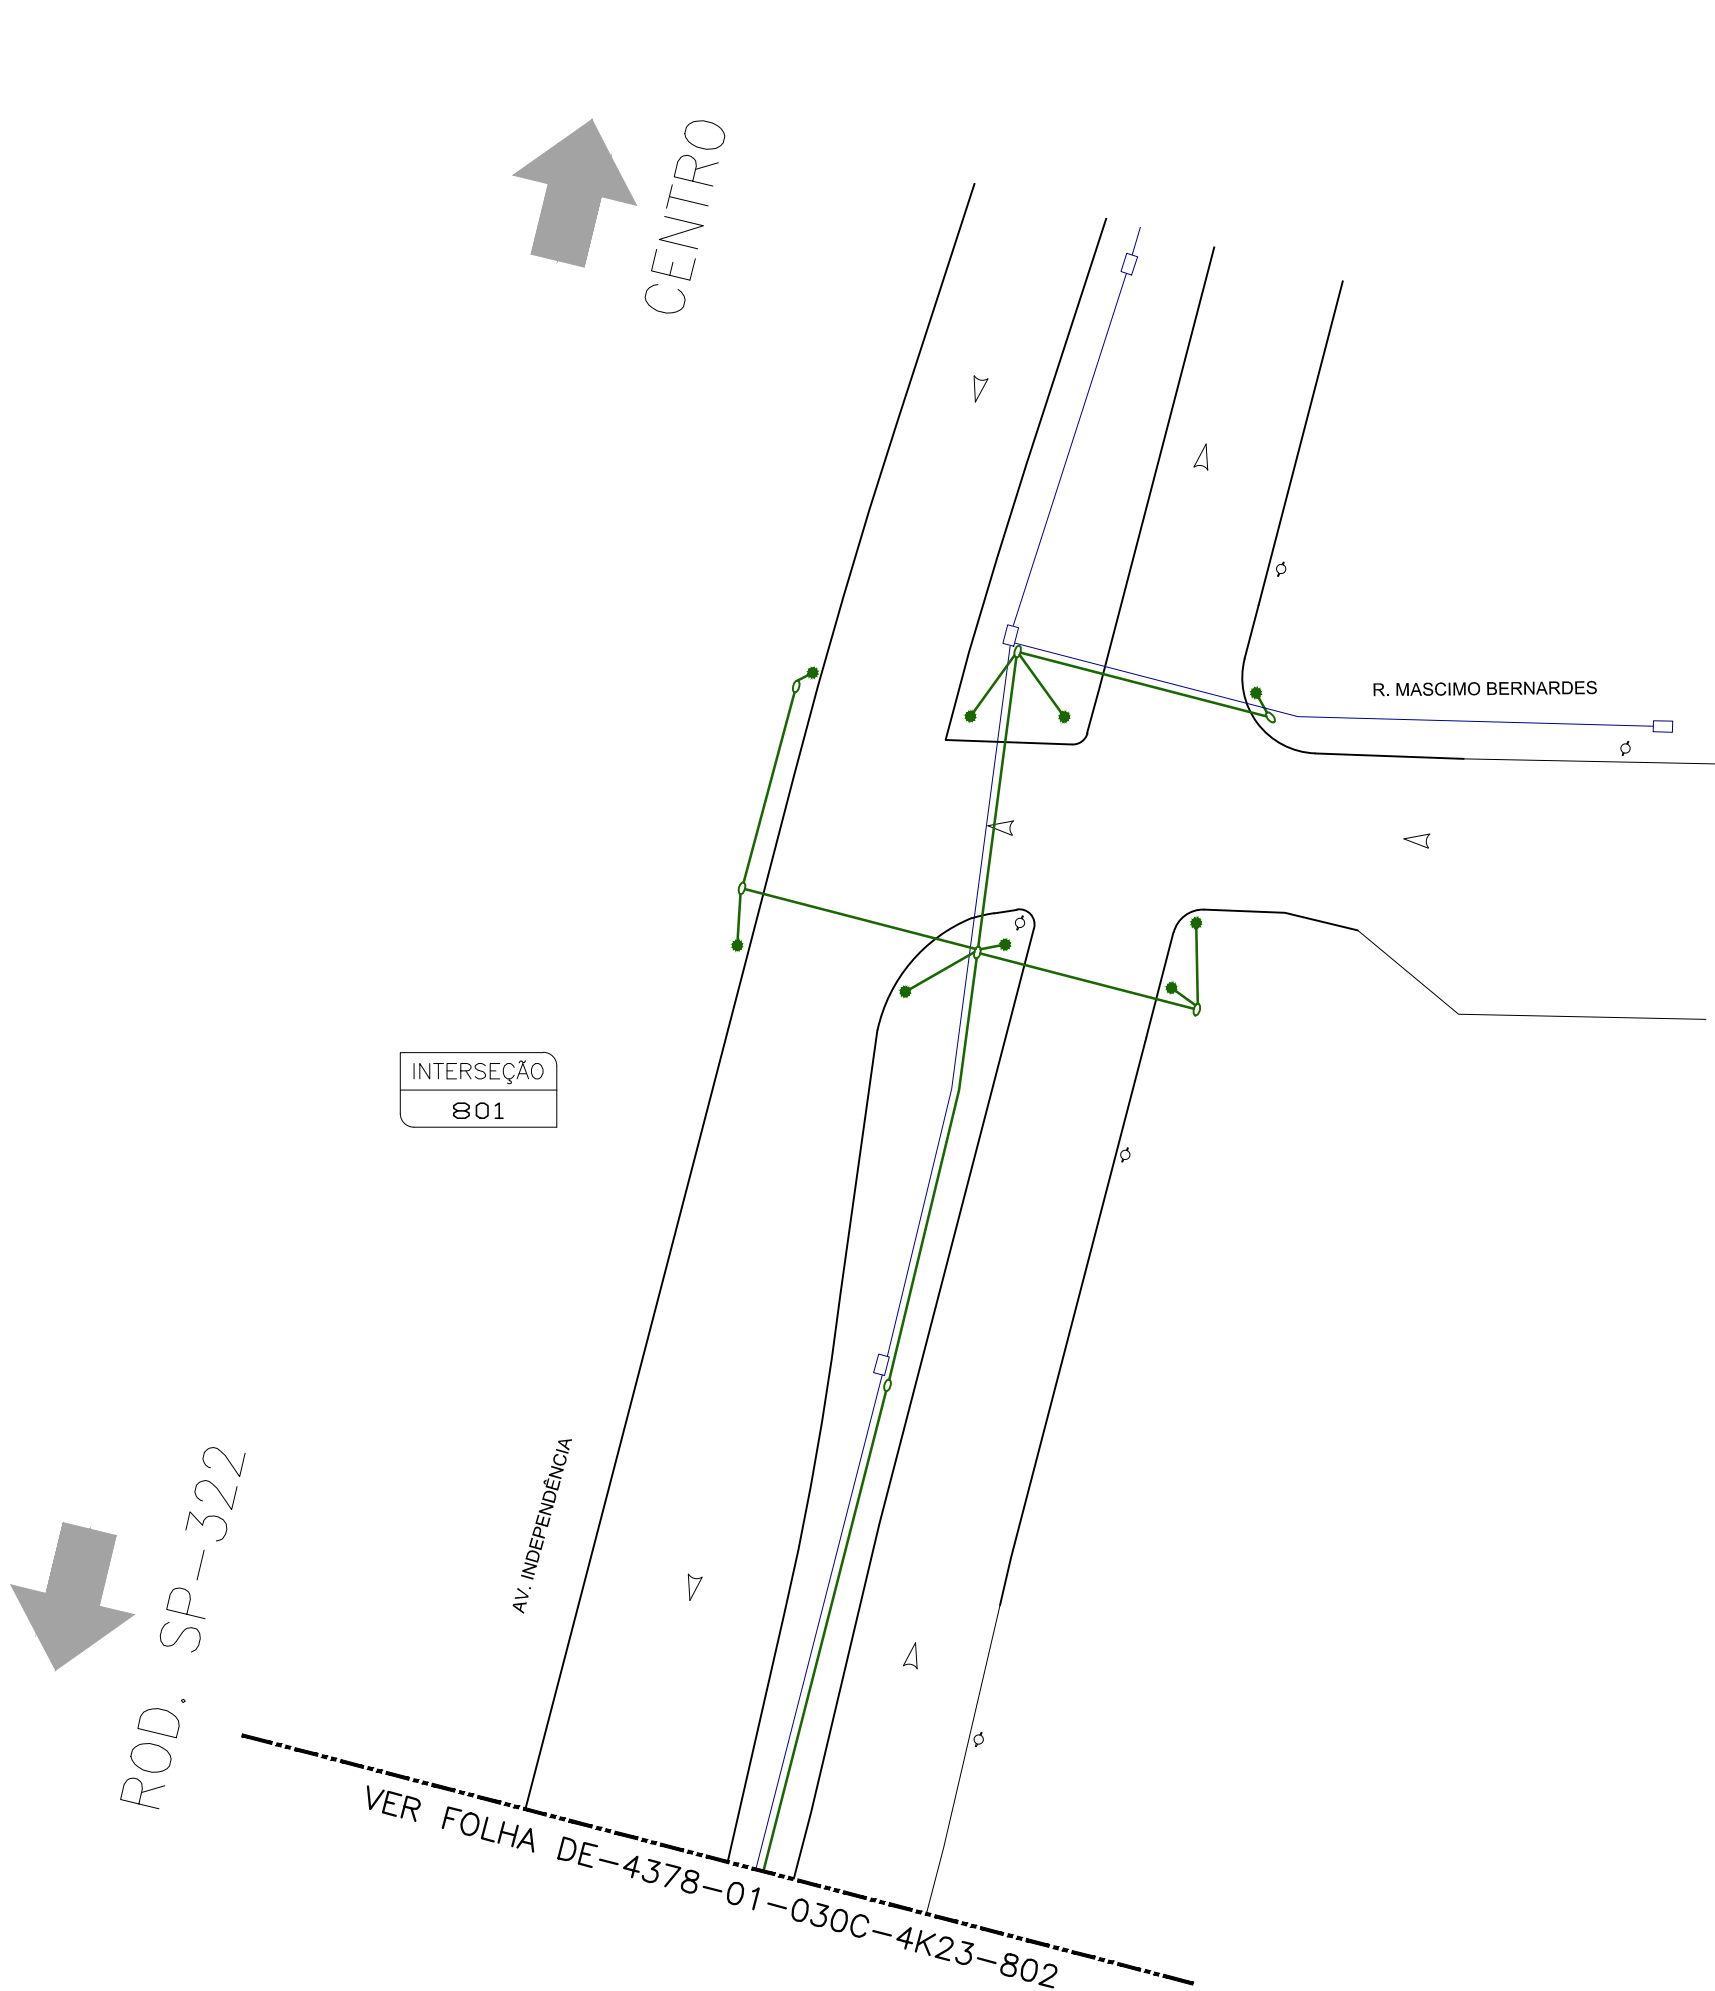 CENTRO
R. MASCIMO BERNARDES
INTERSEÇÃO
801
AV. INDEPENDÊNCIA
ROD. SP-322
VER FOLHA DE-4378-01-030C-4K23-802